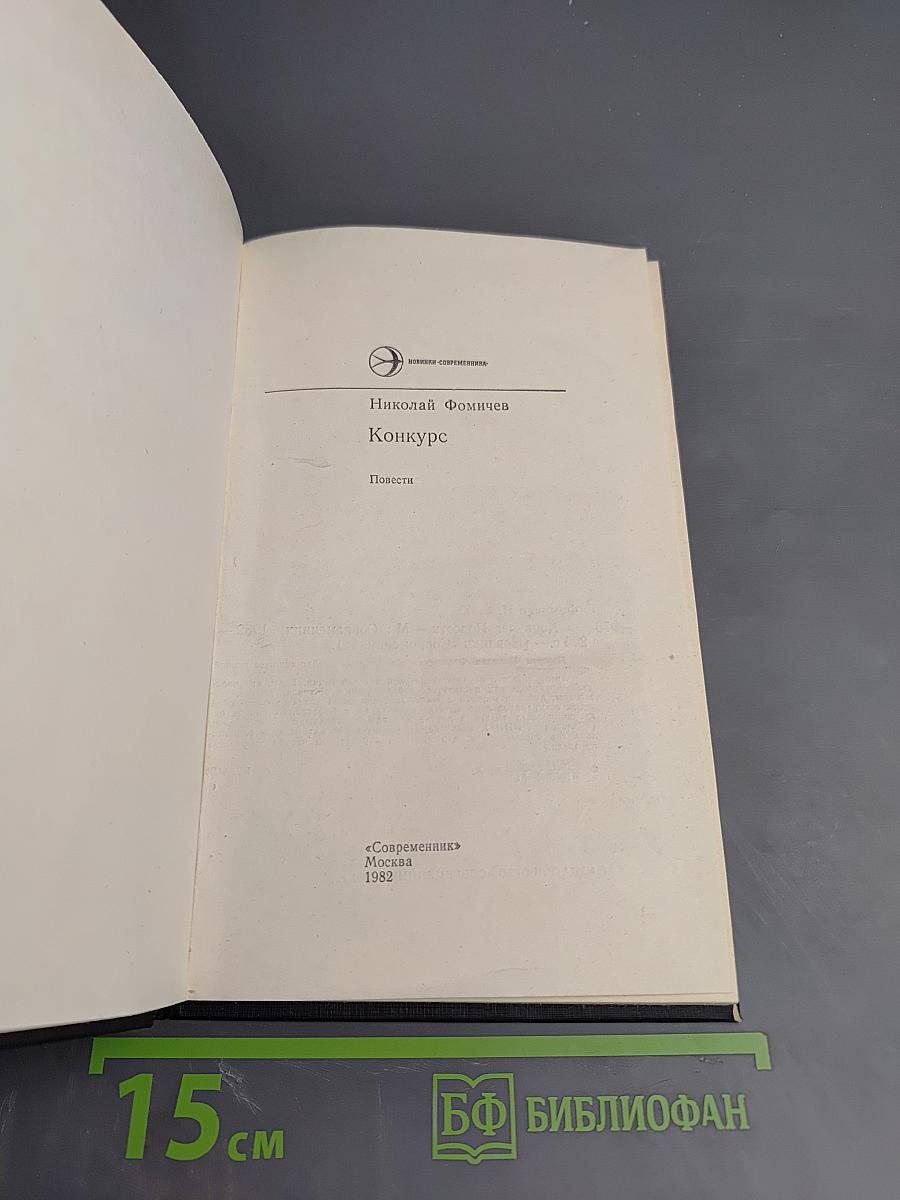 НОВИНКИ «СОВРЕМЕННИКА»
Николай Фомичев
Конкурс
Повести
«Современник»
Москва
1982
15 см
БФ БИБЛИОФАН